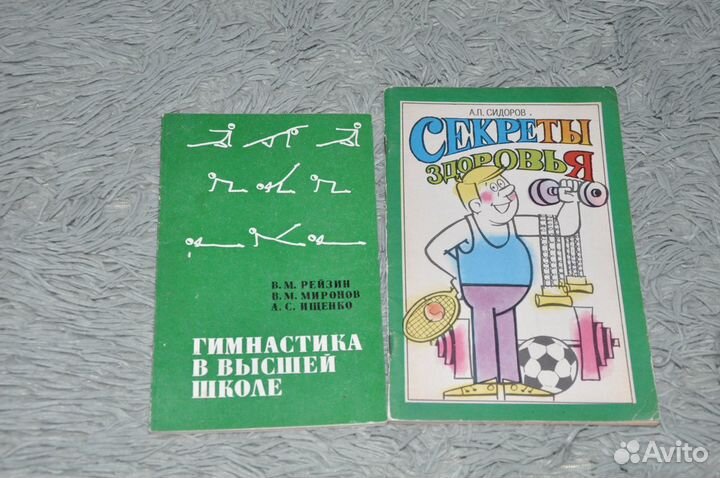 В. М. РЕЙЗИН
В. М. МИРОНОВ
А. С. ИЩЕНКО
ГИМНАСТИКА
В ВЫСШЕЙ
ШКОЛЕ
А.П. СИДОРОВ
СЕКРЕТЫ
ЗДОРОВЬЯ
Avito